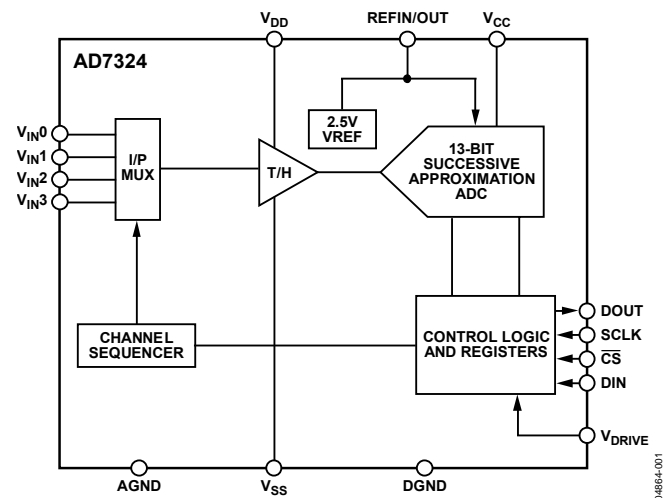 V_DD
REFIN/OUT
V_CC
AD7324
V_IN0
V_IN1
V_IN2
V_IN3
I/P
MUX
T/H
2.5V
VREF
13-BIT
SUCCESSIVE
APPROXIMATION
ADC
CHANNEL
SEQUENCER
CONTROL LOGIC
AND REGISTERS
DOUT
SCLK
C̅S̅
DIN
V_DRIVE
AGND
V_SS
DGND
04864-001